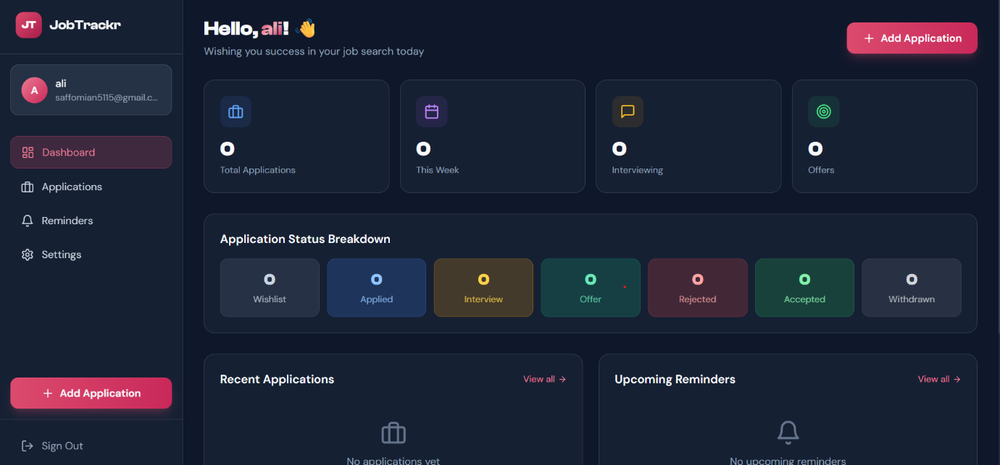 JT JobTrackr
A
ali
saffomian5115@gmail.c...
Dashboard
Applications
Reminders
Settings
+ Add Application
Sign Out
Hello, ali! 👋
Wishing you success in your job search today
+ Add Application
0
Total Applications
0
This Week
0
Interviewing
0
Offers
Application Status Breakdown
0
Wishlist
0
Applied
0
Interview
0
Offer
0
Rejected
0
Accepted
0
Withdrawn
Recent Applications
View all →
No applications yet
Upcoming Reminders
View all →
No upcoming reminders